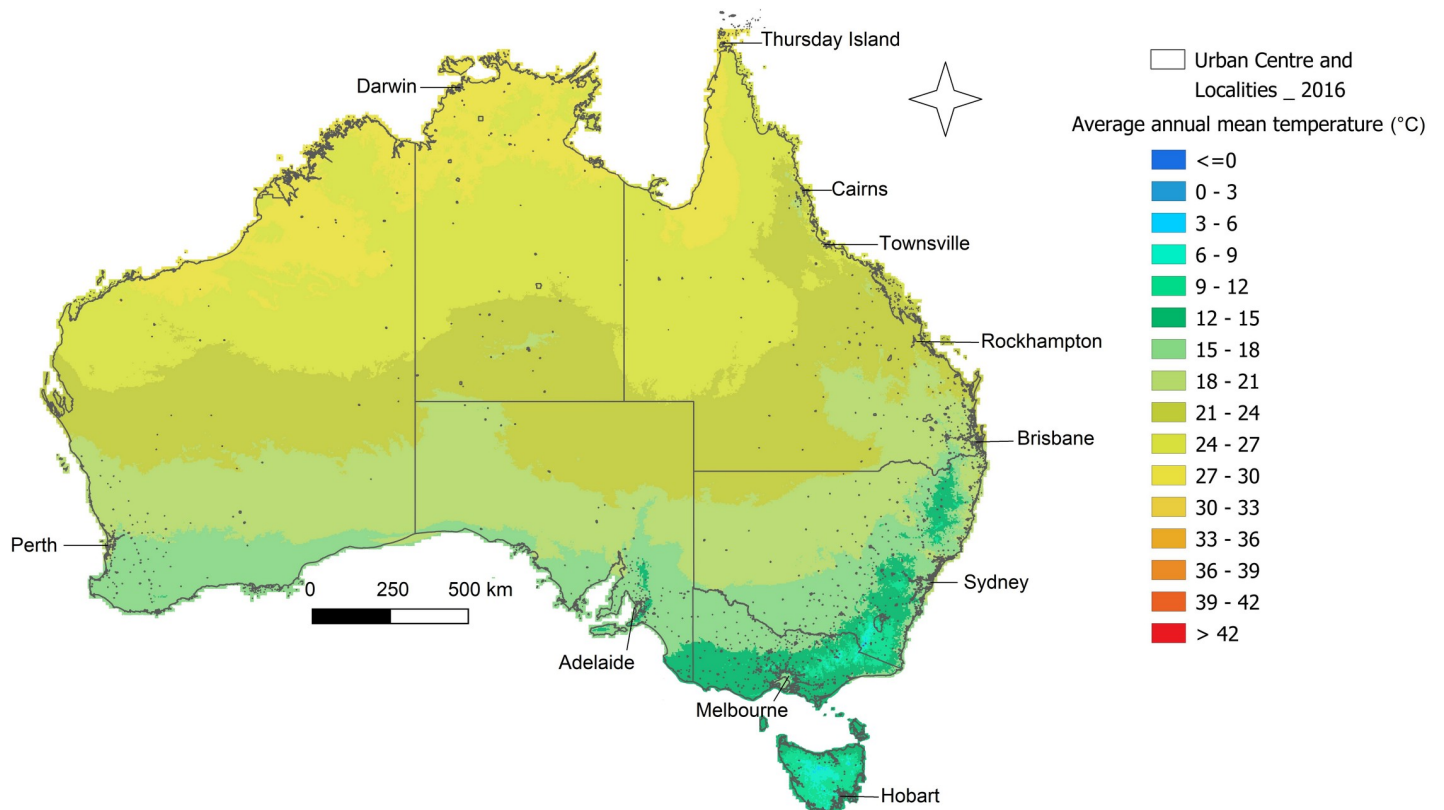 Thursday Island
Darwin
Cairns
Townsville
Rockhampton
Brisbane
Perth
Sydney
Adelaide
Melbourne
Hobart
0 250 500 km
Urban Centre and
Localities _ 2016
Average annual mean temperature (°C)
<=0
0 - 3
3 - 6
6 - 9
9 - 12
12 - 15
15 - 18
18 - 21
21 - 24
24 - 27
27 - 30
30 - 33
33 - 36
36 - 39
39 - 42
> 42